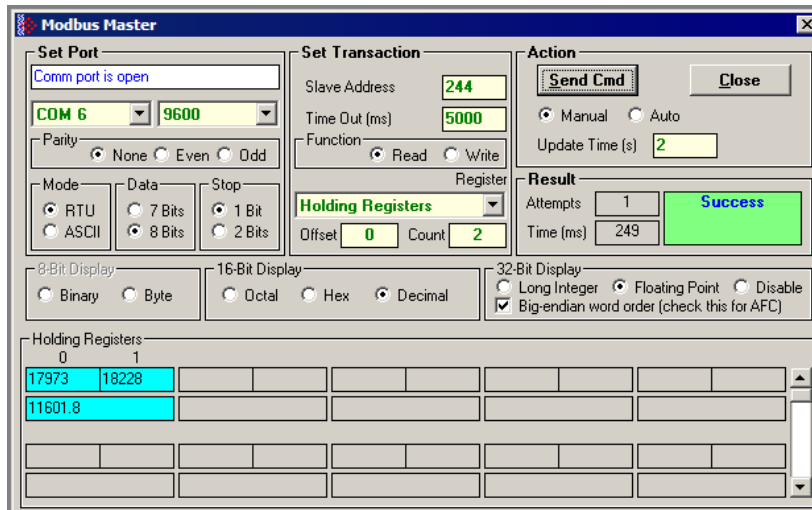 Modbus Master
Set Port
Comm port is open
COM 6
9600
Parity
None
Even
Odd
Mode
RTU
ASCII
Data
7 Bits
8 Bits
Stop
1 Bit
2 Bits
Set Transaction
Slave Address
244
Time Out (ms)
5000
Function
Read
Write
Register
Holding Registers
Offset
0
Count
2
Action
Send Cmd
Close
Manual
Auto
Update Time (s)
2
Result
Attempts
1
Success
Time (ms)
249
8-Bit Display
Binary
Byte
16-Bit Display
Octal
Hex
Decimal
32-Bit Display
Long Integer
Floating Point
Disable
Big-endian word order (check this for AFC)
Holding Registers
0
1
17973
18228
11601.8